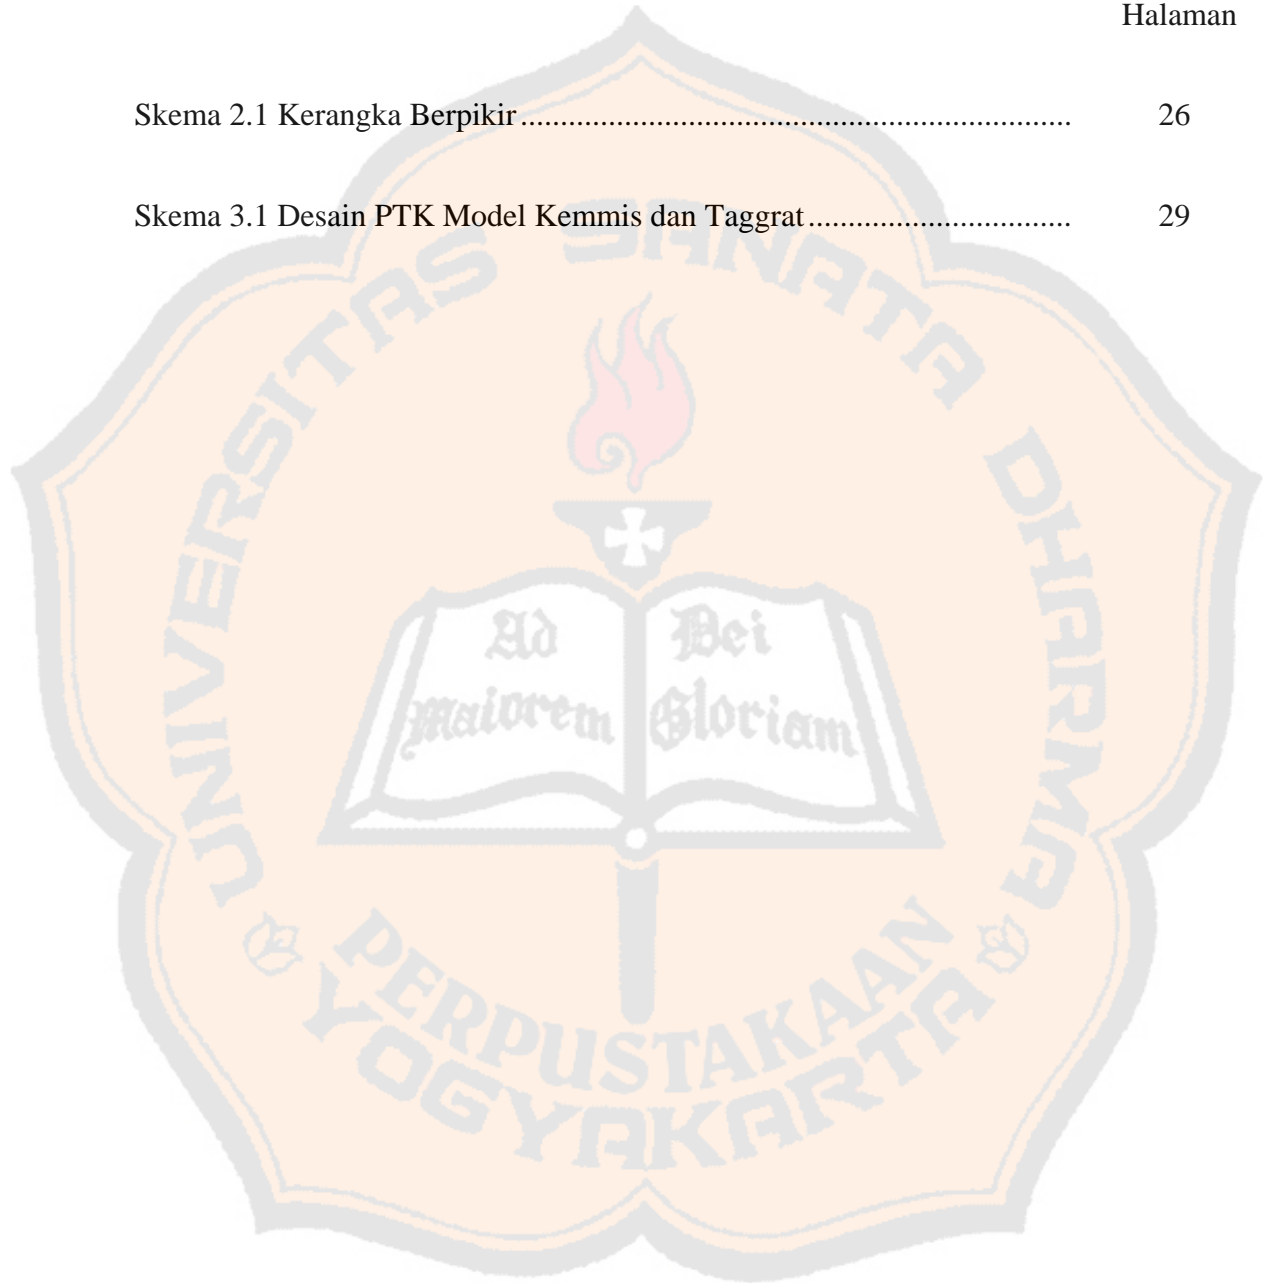 Halaman
Skema 2.1 Kerangka Berpikir....................................................................... 26
Skema 3.1 Desain PTK Model Kemmis dan Taggrat................................. 29
UNIVERSITAS SANATA DHARMA
Ad Dei
maiorem Gloriam
PERPUSTAKAAN
YOGYAKARTA